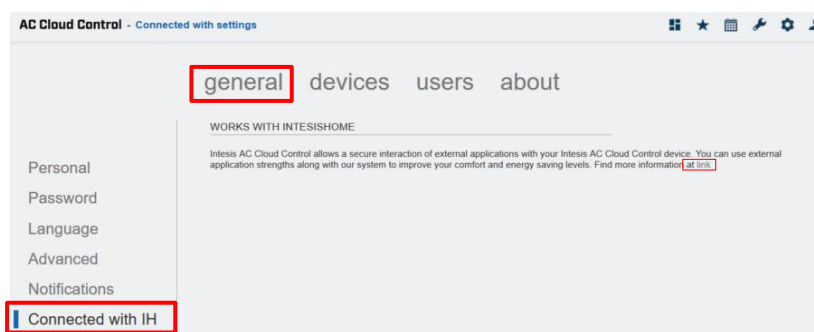 AC Cloud Control - Connected with settings
general devices users about
WORKS WITH INTESISHOME
Intesis AC Cloud Control allows a secure interaction of external applications with your Intesis AC Cloud Control device. You can use external
application strengths along with our system to improve your comfort and energy saving levels. Find more information at link
Personal
Password
Language
Advanced
Notifications
Connected with IH